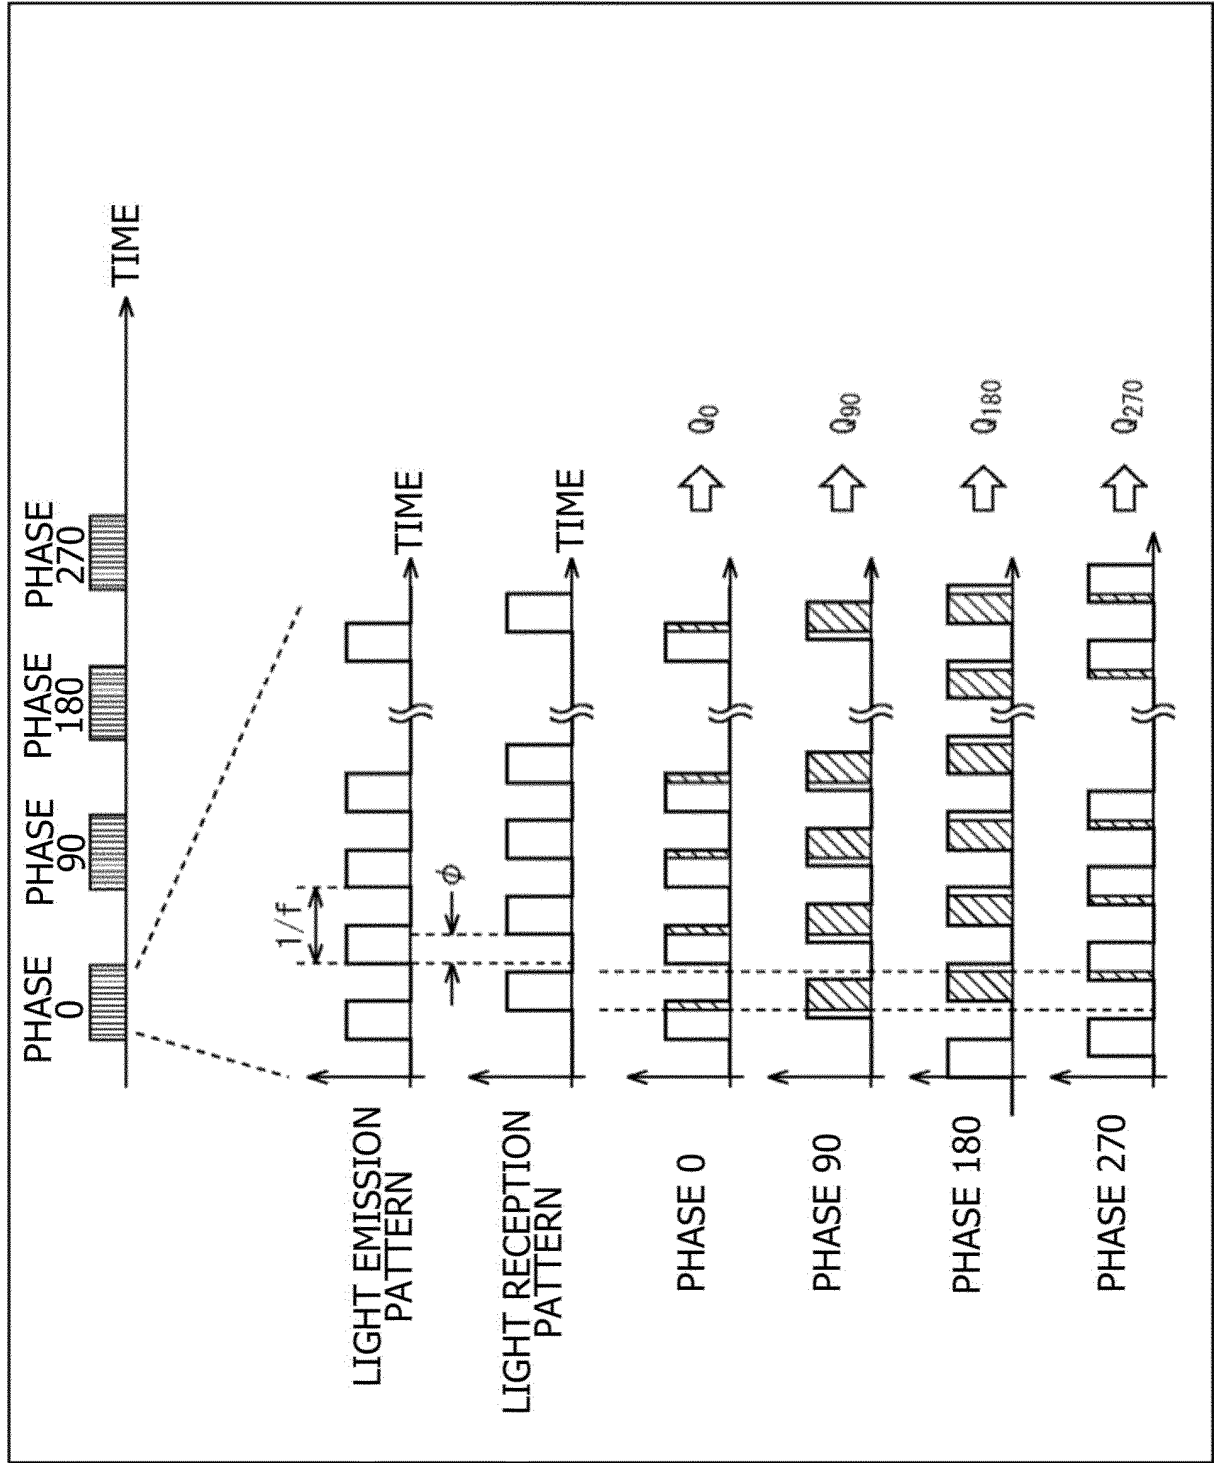 PHASE 0
PHASE 90
PHASE 180
PHASE 270
TIME
LIGHT EMISSION
PATTERN
1/f
TIME
LIGHT RECEPTION
PATTERN
φ
TIME
PHASE 0
Q0
PHASE 90
Q90
PHASE 180
Q180
PHASE 270
Q270